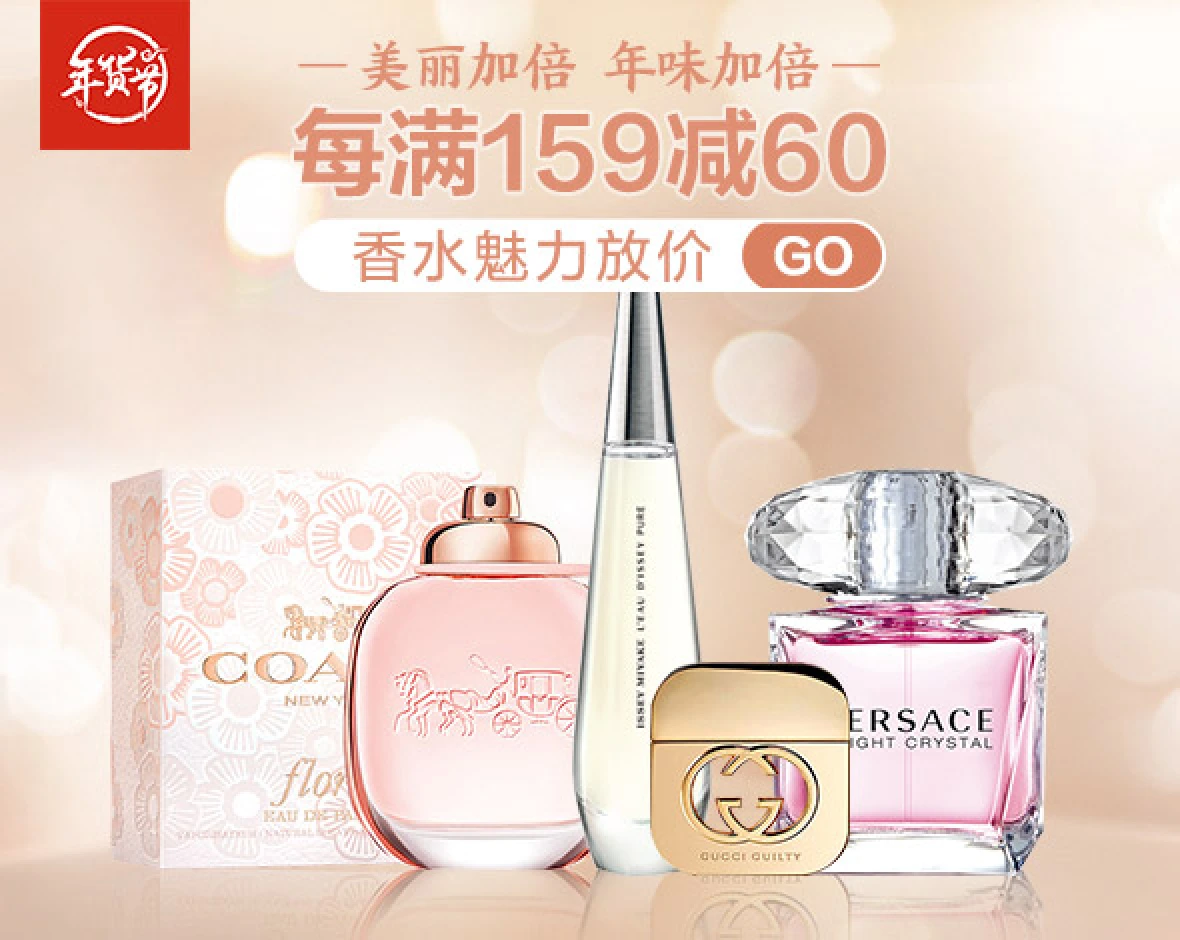 年货节
美丽加倍 年味加倍
每满159减60
香水魅力放价 GO
COA
NEW Y
flor
EAU DE PA
ISSEY MIYAKE L'EAU D'ISSEY PURE
ERSACE
IGHT CRYSTAL
GUCCI GUILTY